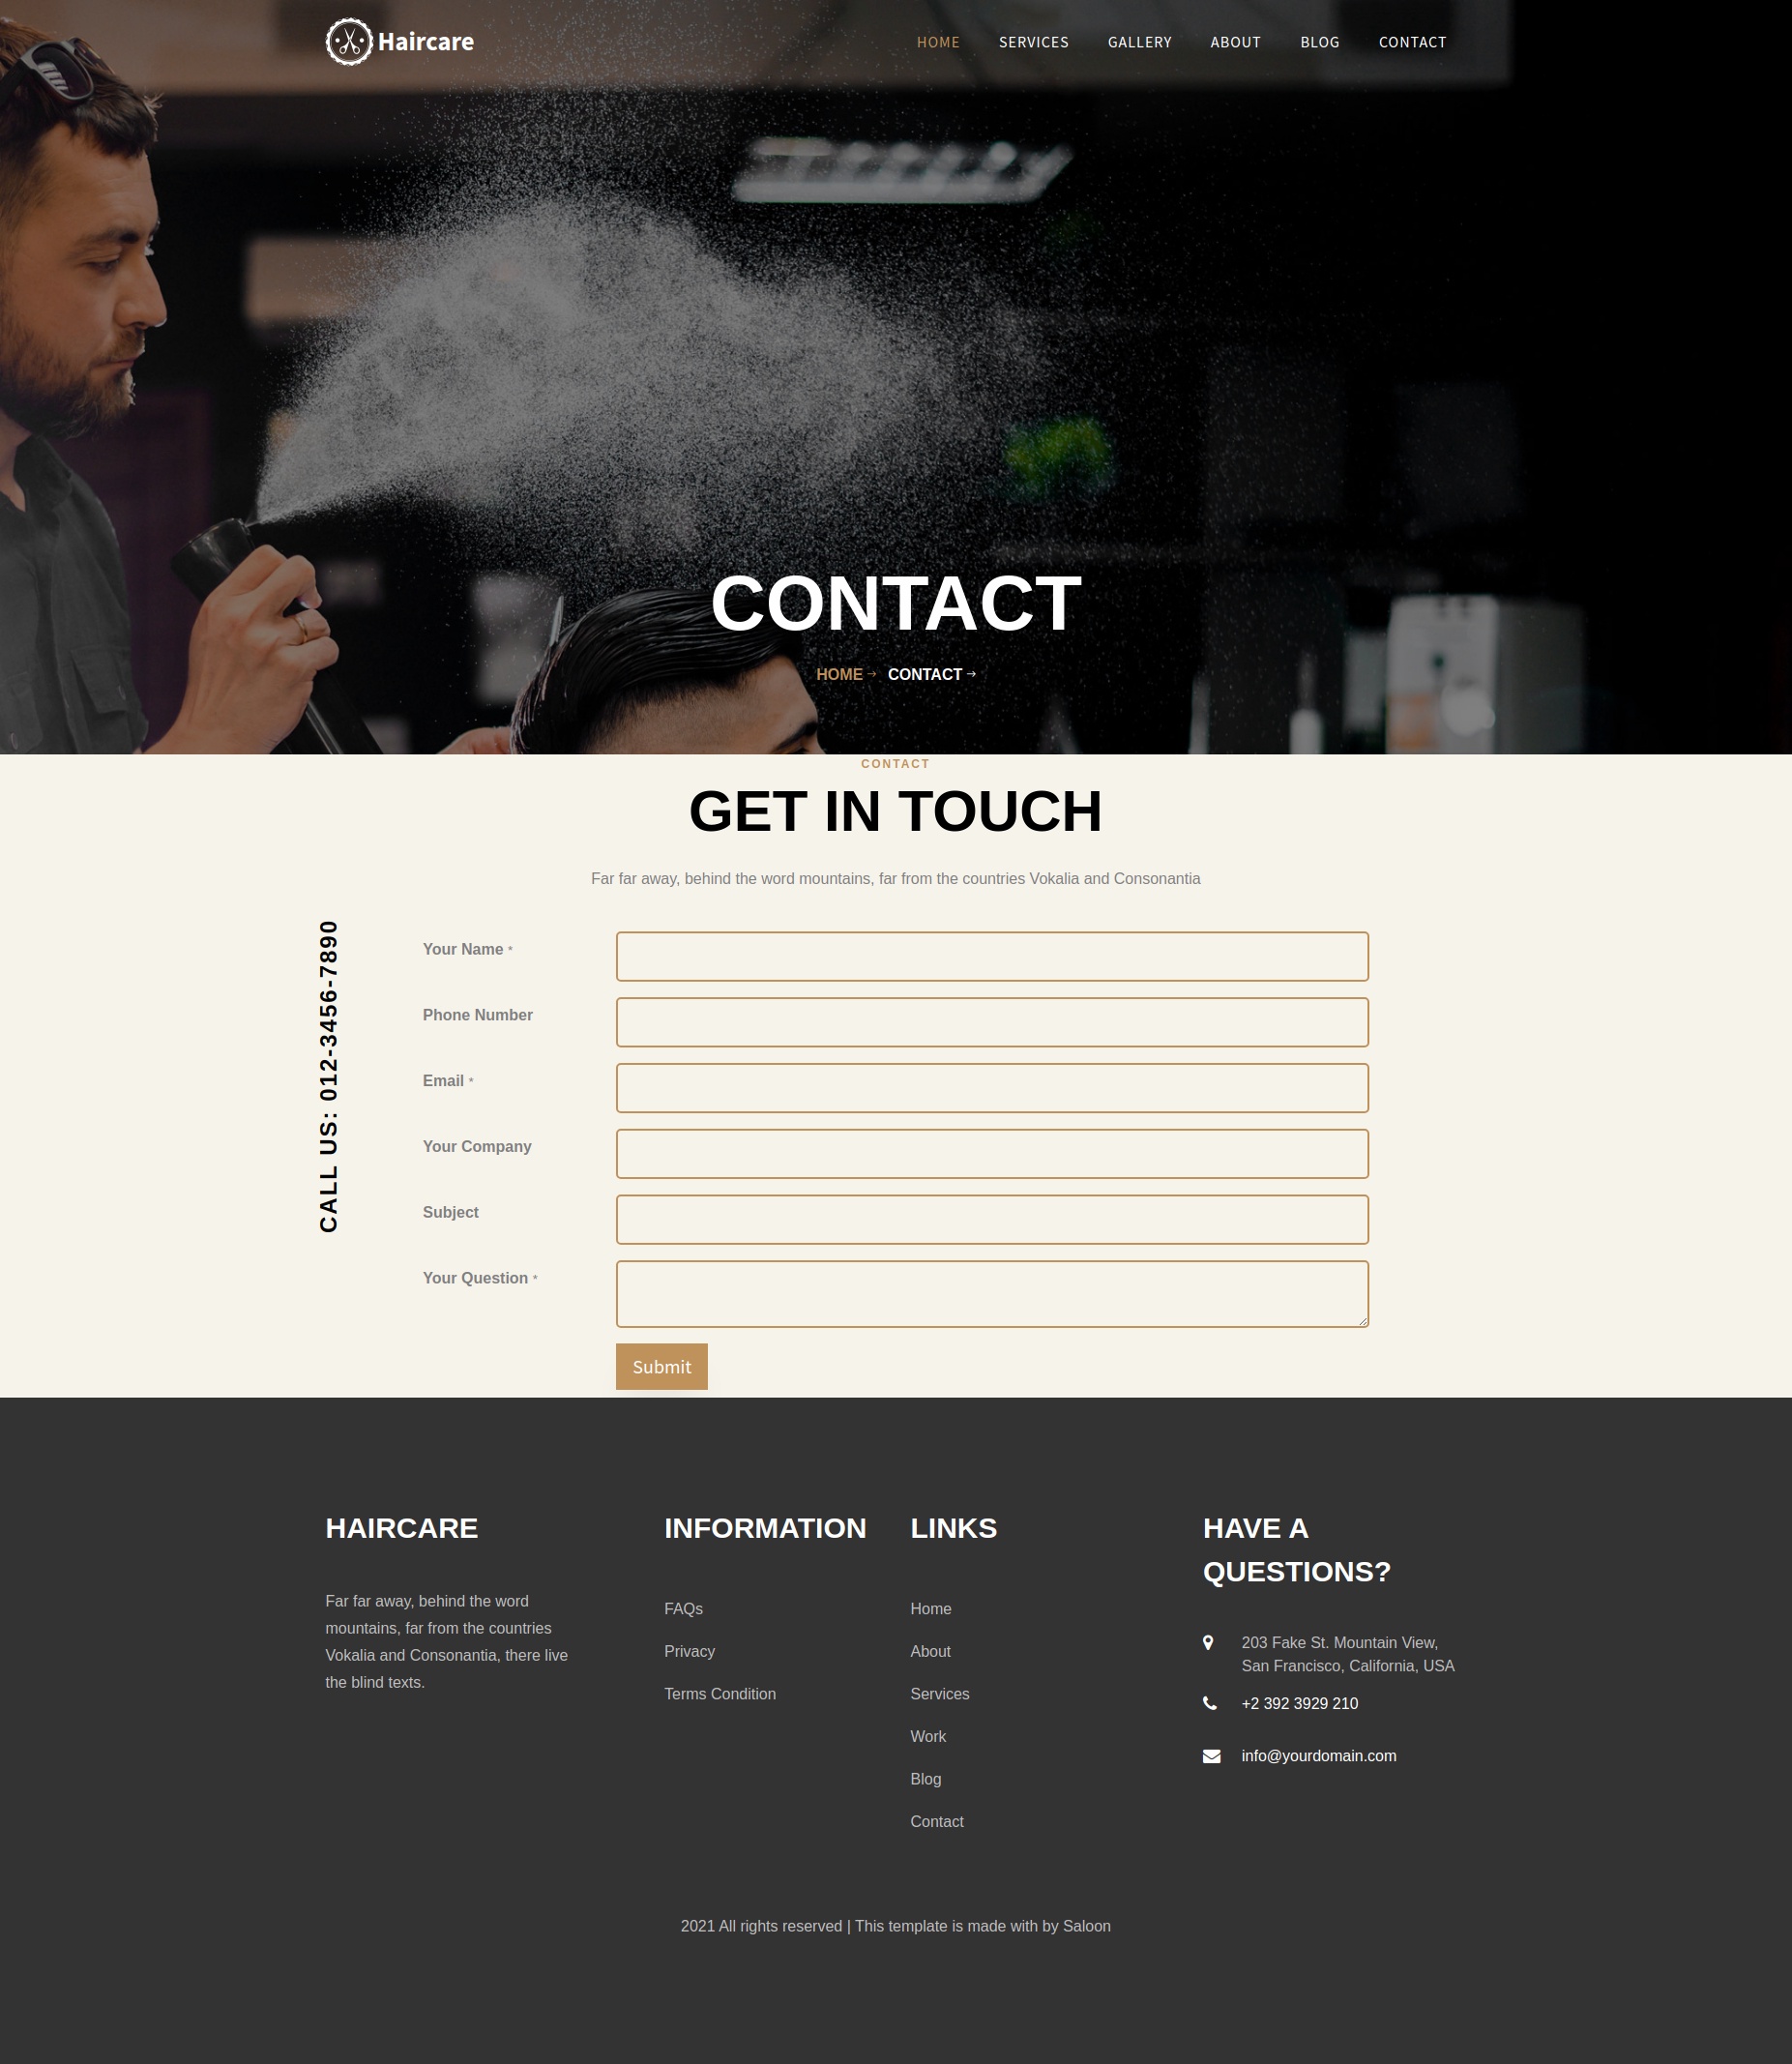 Haircare
HOME SERVICES GALLERY ABOUT BLOG CONTACT
CONTACT
HOME → CONTACT →
CONTACT
GET IN TOUCH
Far far away, behind the word mountains, far from the countries Vokalia and Consonantia
CALL US: 012-3456-7890
Your Name *
Phone Number
Email *
Your Company
Subject
Your Question *
Submit
HAIRCARE
Far far away, behind the word
mountains, far from the countries
Vokalia and Consonantia, there live
the blind texts.
INFORMATION
FAQs
Privacy
Terms Condition
LINKS
Home
About
Services
Work
Blog
Contact
HAVE A
QUESTIONS?
203 Fake St. Mountain View,
San Francisco, California, USA
+2 392 3929 210
info@yourdomain.com
2021 All rights reserved | This template is made with by Saloon